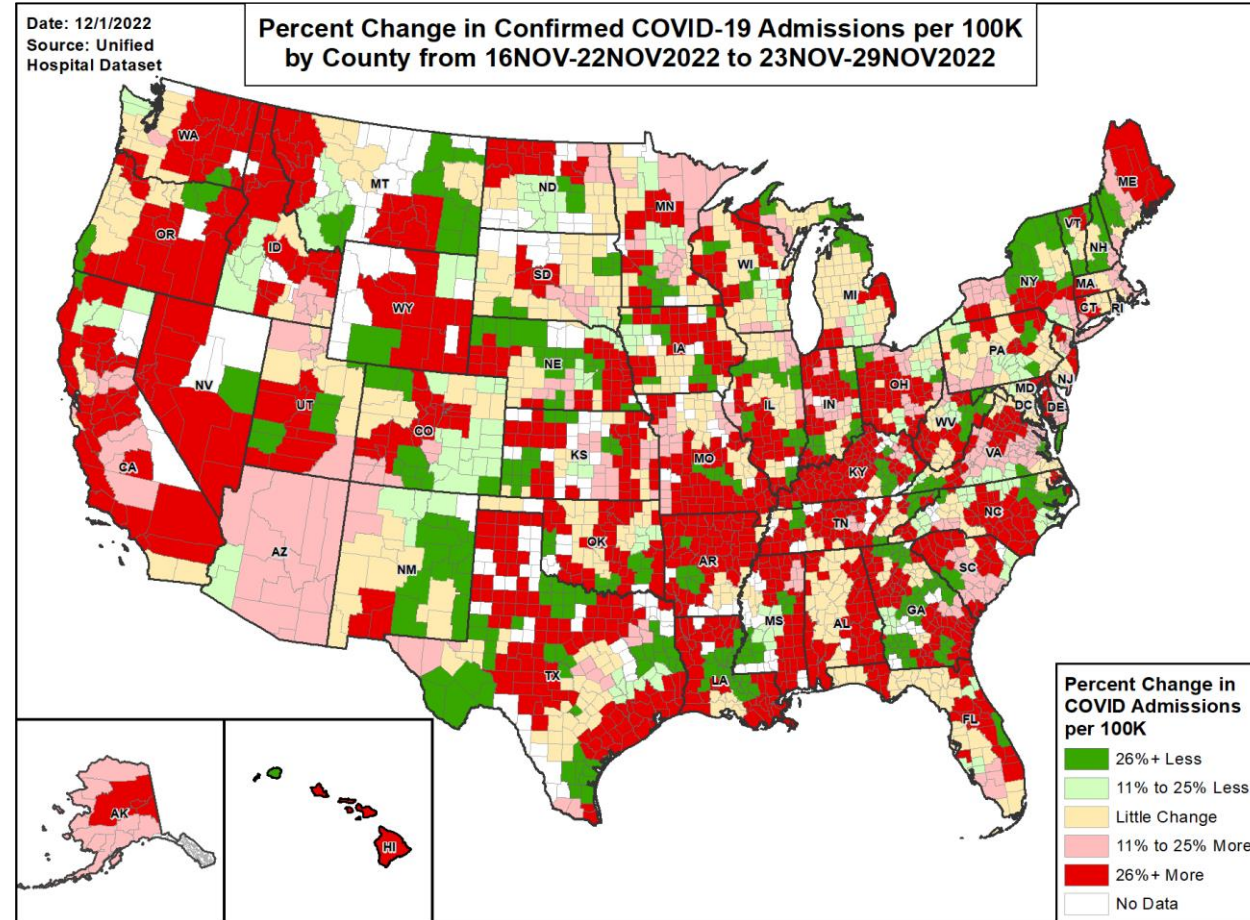 Date: 12/1/2022
Source: Unified
Hospital Dataset
Percent Change in Confirmed COVID-19 Admissions per 100K
by County from 16NOV-22NOV2022 to 23NOV-29NOV2022
WA
MT
ND
MN
ME
OR
ID
SD
WI
VT
NH
WY
MI
NY
MA
CT
RI
NV
NE
IA
PA
NJ
UT
CO
IL
IN
OH
MD
DC
DE
WV
CA
KS
MO
KY
VA
AZ
NM
OK
AR
TN
NC
SC
MS
AL
GA
TX
LA
FL
AK
HI
Percent Change in
COVID Admissions
per 100K
26%+ Less
11% to 25% Less
Little Change
11% to 25% More
26%+ More
No Data